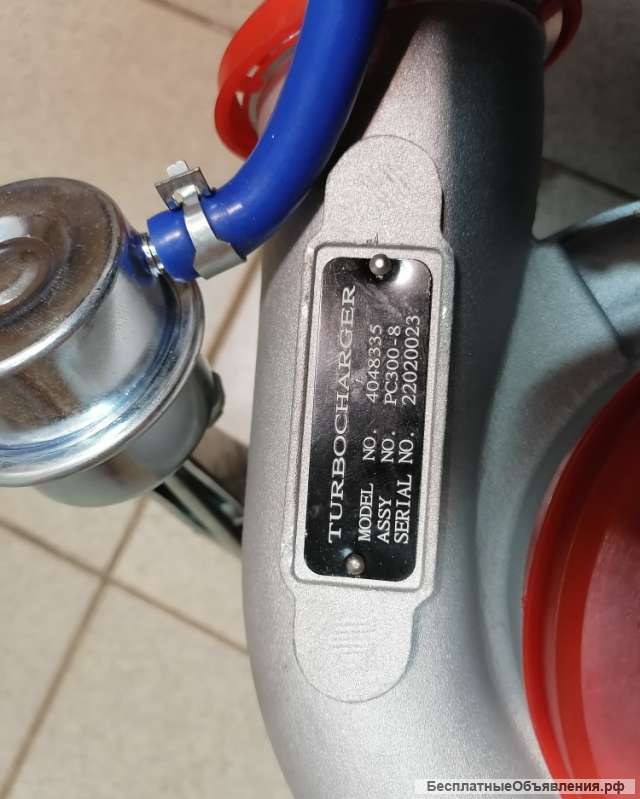 TURBOCHARGER
MODEL NO. 4048335
ASSY NO. PC300-8
SERIAL NO. 22020023
БесплатныеОбъявления.рф